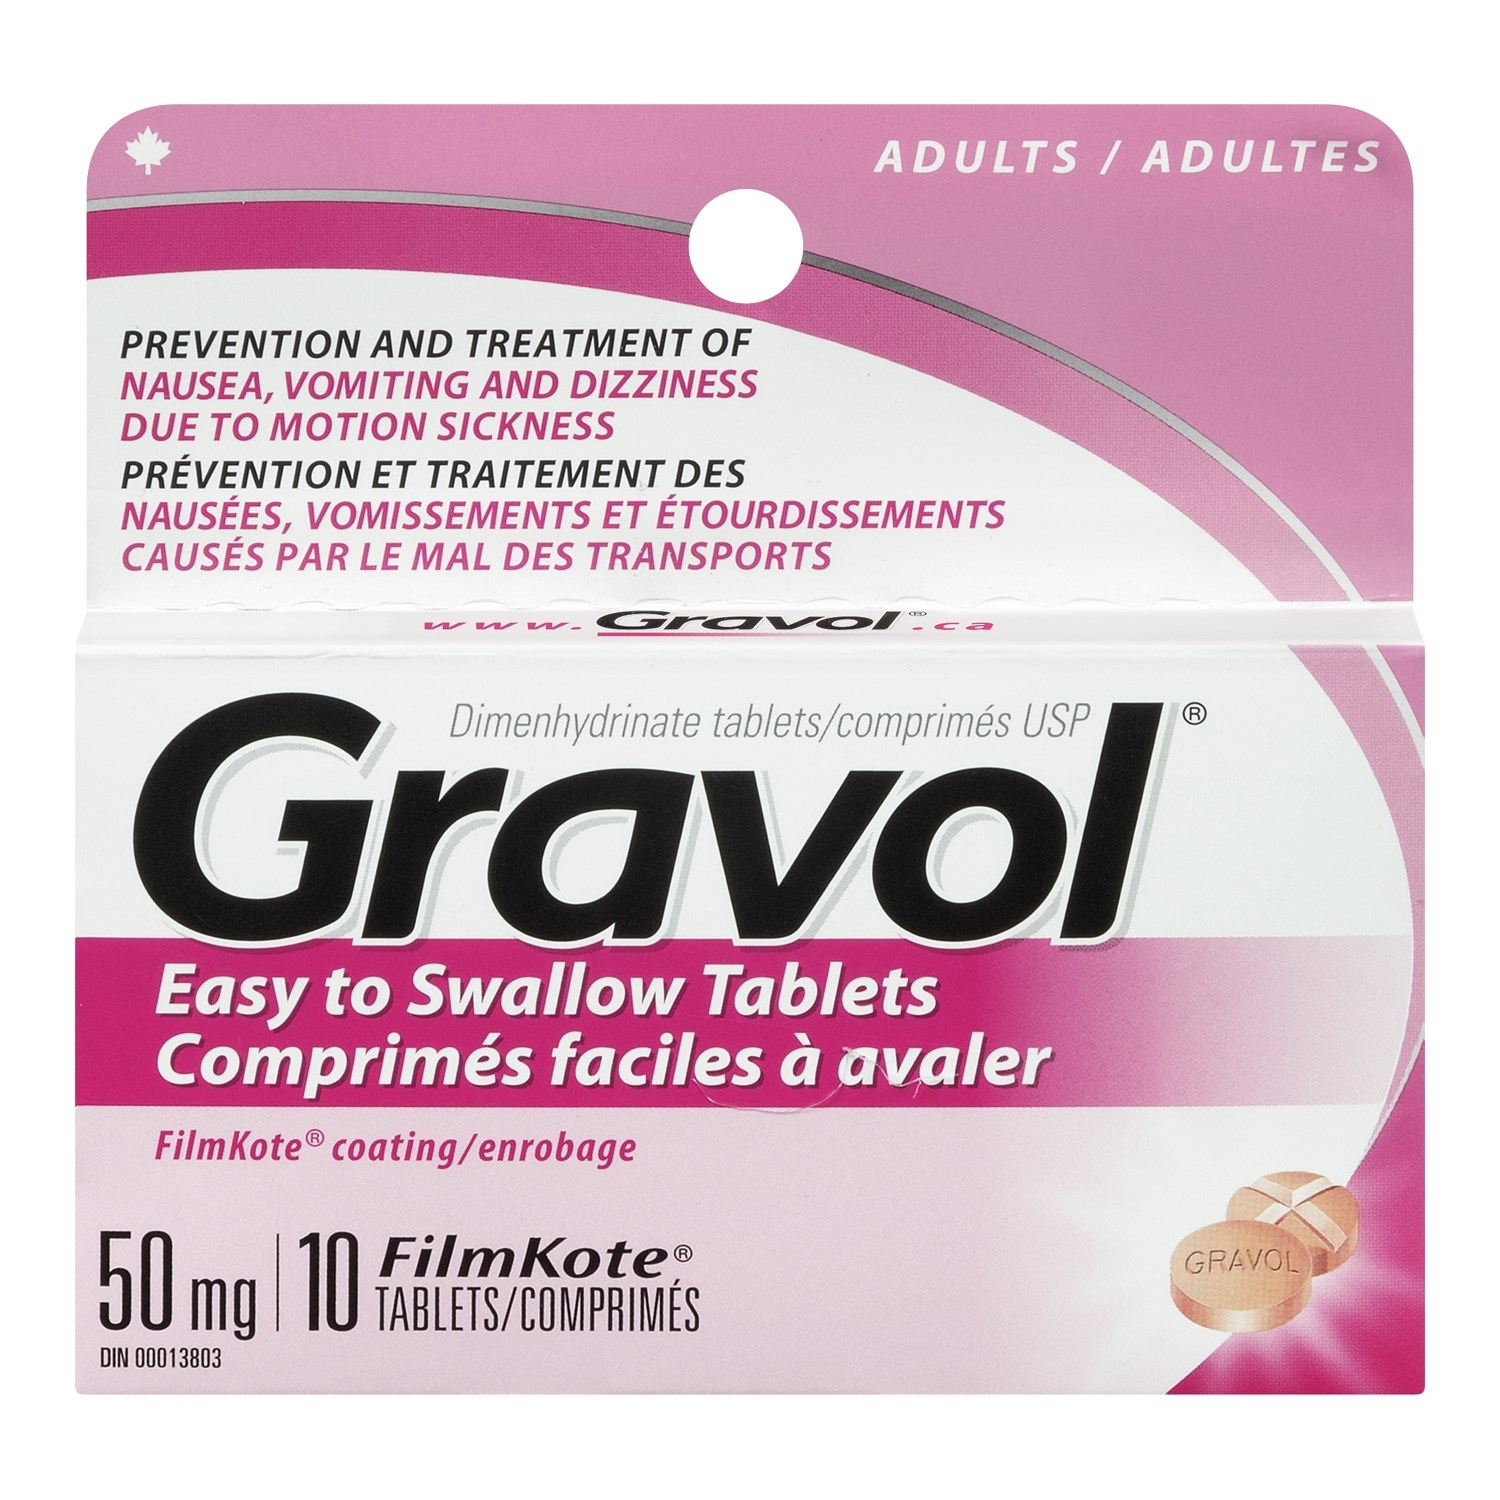 ADULTS / ADULTES
PREVENTION AND TREATMENT OF
NAUSEA, VOMITING AND DIZZINESS
DUE TO MOTION SICKNESS
PRÉVENTION ET TRAITEMENT DES
NAUSÉES, VOMISSEMENTS ET ÉTOURDISSEMENTS
CAUSÉS PAR LE MAL DES TRANSPORTS
www.Gravol®.ca
Dimenhydrinate tablets/comprimés USP
Gravol®
Easy to Swallow Tablets
Comprimés faciles à avaler
FilmKote® coating/enrobage
50 mg | 10 FilmKote®
TABLETS/COMPRIMÉS
DIN 00013803
GRAVOL